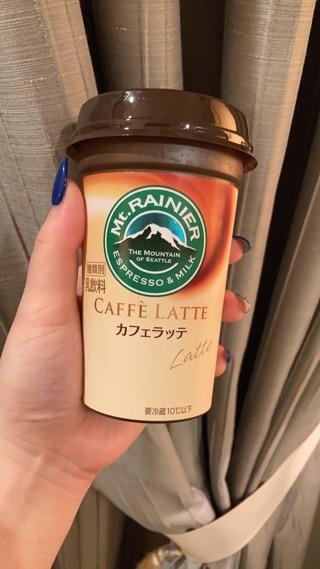 Mt. RAINIER
THE MOUNTAIN
OF SEATTLE
ESPRESSO & MILK
種類別
乳飲料
CAFFÈ LATTE
カフェラッテ
Latte
要冷蔵10℃以下